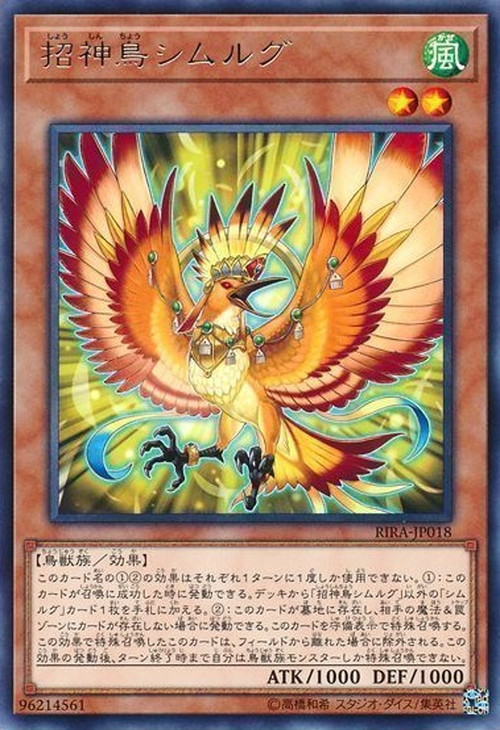 招神鳥シムルグ
風
RIRA-JP018
【鳥獣族／効果】
このカード名の①②の効果はそれぞれ1ターンに1度しか使用できない。①：この
カードが召喚に成功した時に発動できる。デッキから「招神鳥シムルグ」以外の「シム
ルグ」カード1枚を手札に加える。②：このカードが墓地に存在し、相手の魔法＆罠
ゾーンにカードが存在しない場合に発動できる。このカードを守備表示で特殊召喚する。
この効果で特殊召喚したこのカードは、フィールドから離れた場合に除外される。この
効果の発動後、ターン終了時まで自分は鳥獣族モンスターしか特殊召喚できない。
ATK/1000 DEF/1000
96214561 ©高橋和希 スタジオ・ダイス/集英社